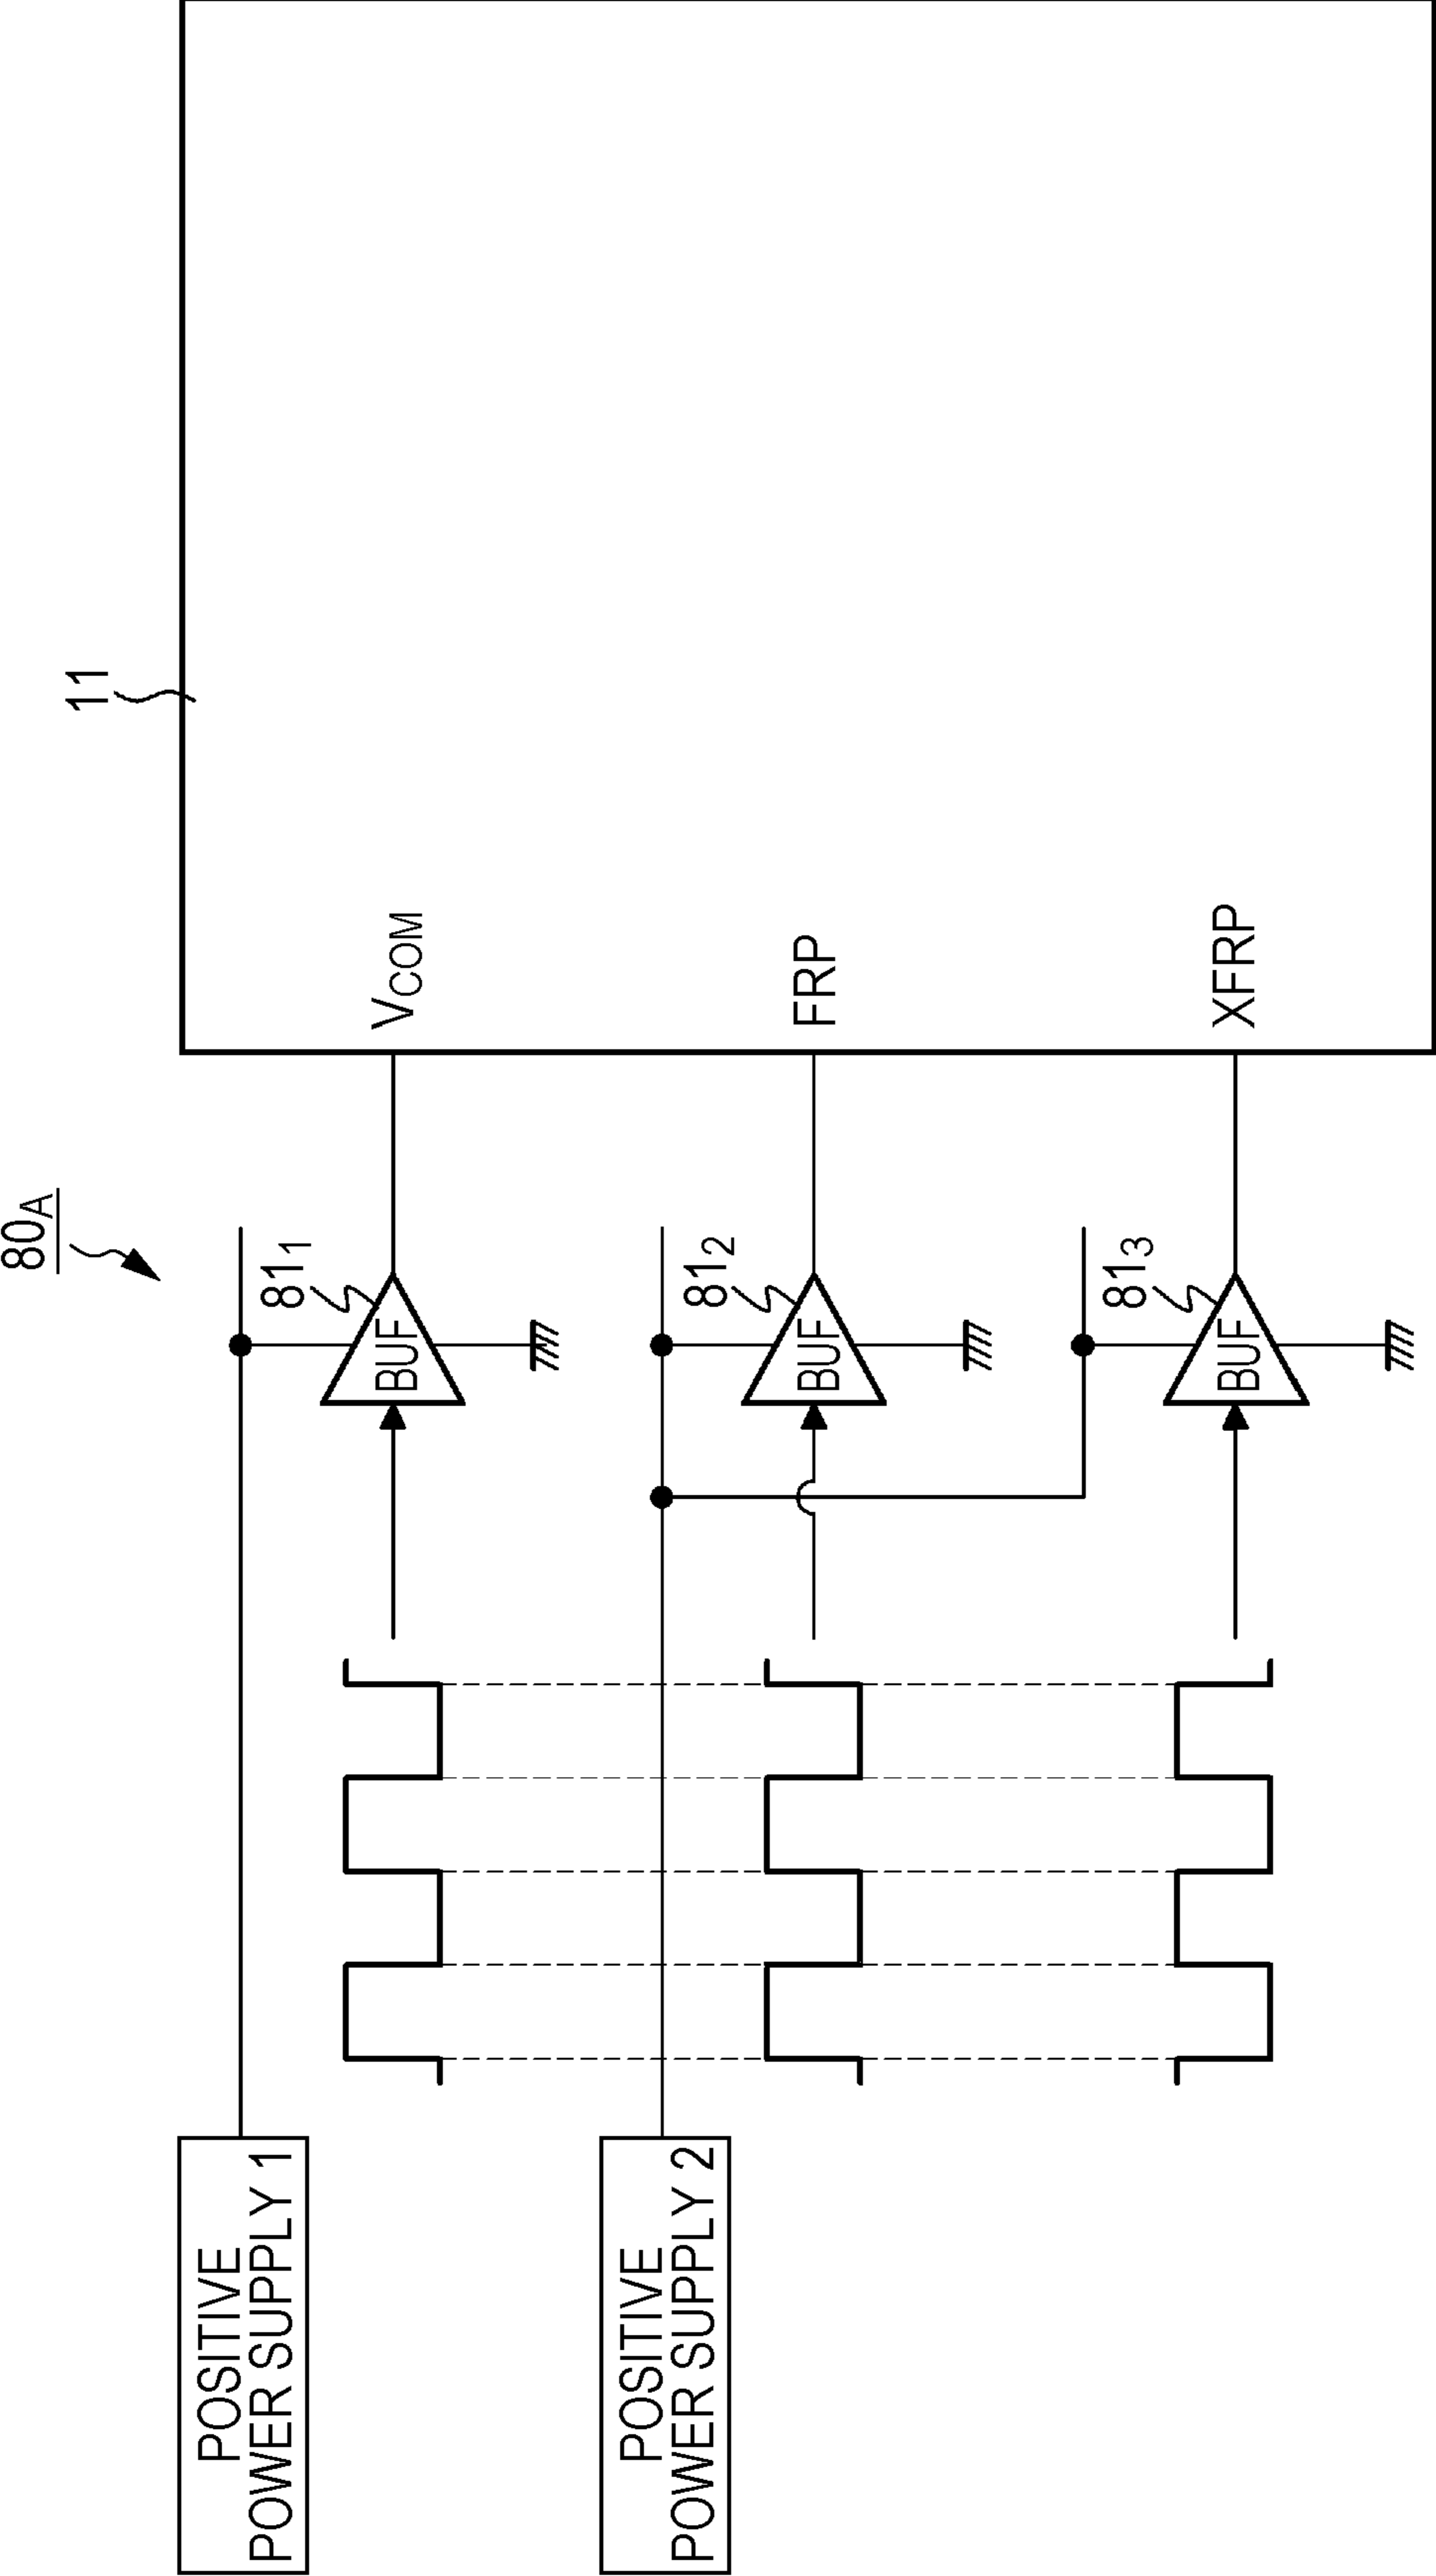 80A
11
POSITIVE
POWER SUPPLY 1
811
BUF
VCOM
POSITIVE
POWER SUPPLY 2
812
BUF
FRP
813
BUF
XFRP